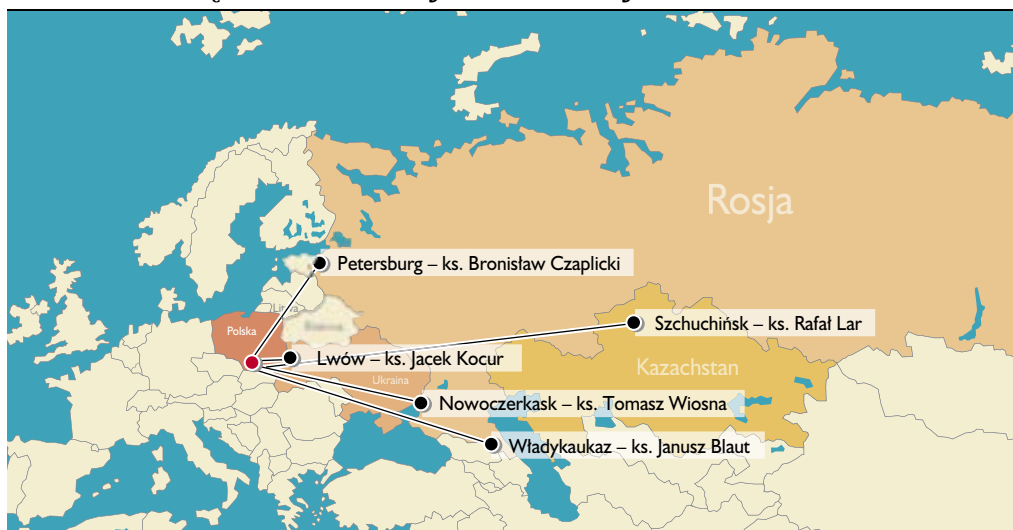 Rosja
Petersburg – ks. Bronisław Czaplicki
Litwa
Polska
Szchuchińsk – ks. Rafał Lar
Lwów – ks. Jacek Kocur
Kazachstan
Ukraina
Nowoczerkask – ks. Tomasz Wiosna
Władykaukaz – ks. Janusz Blaut